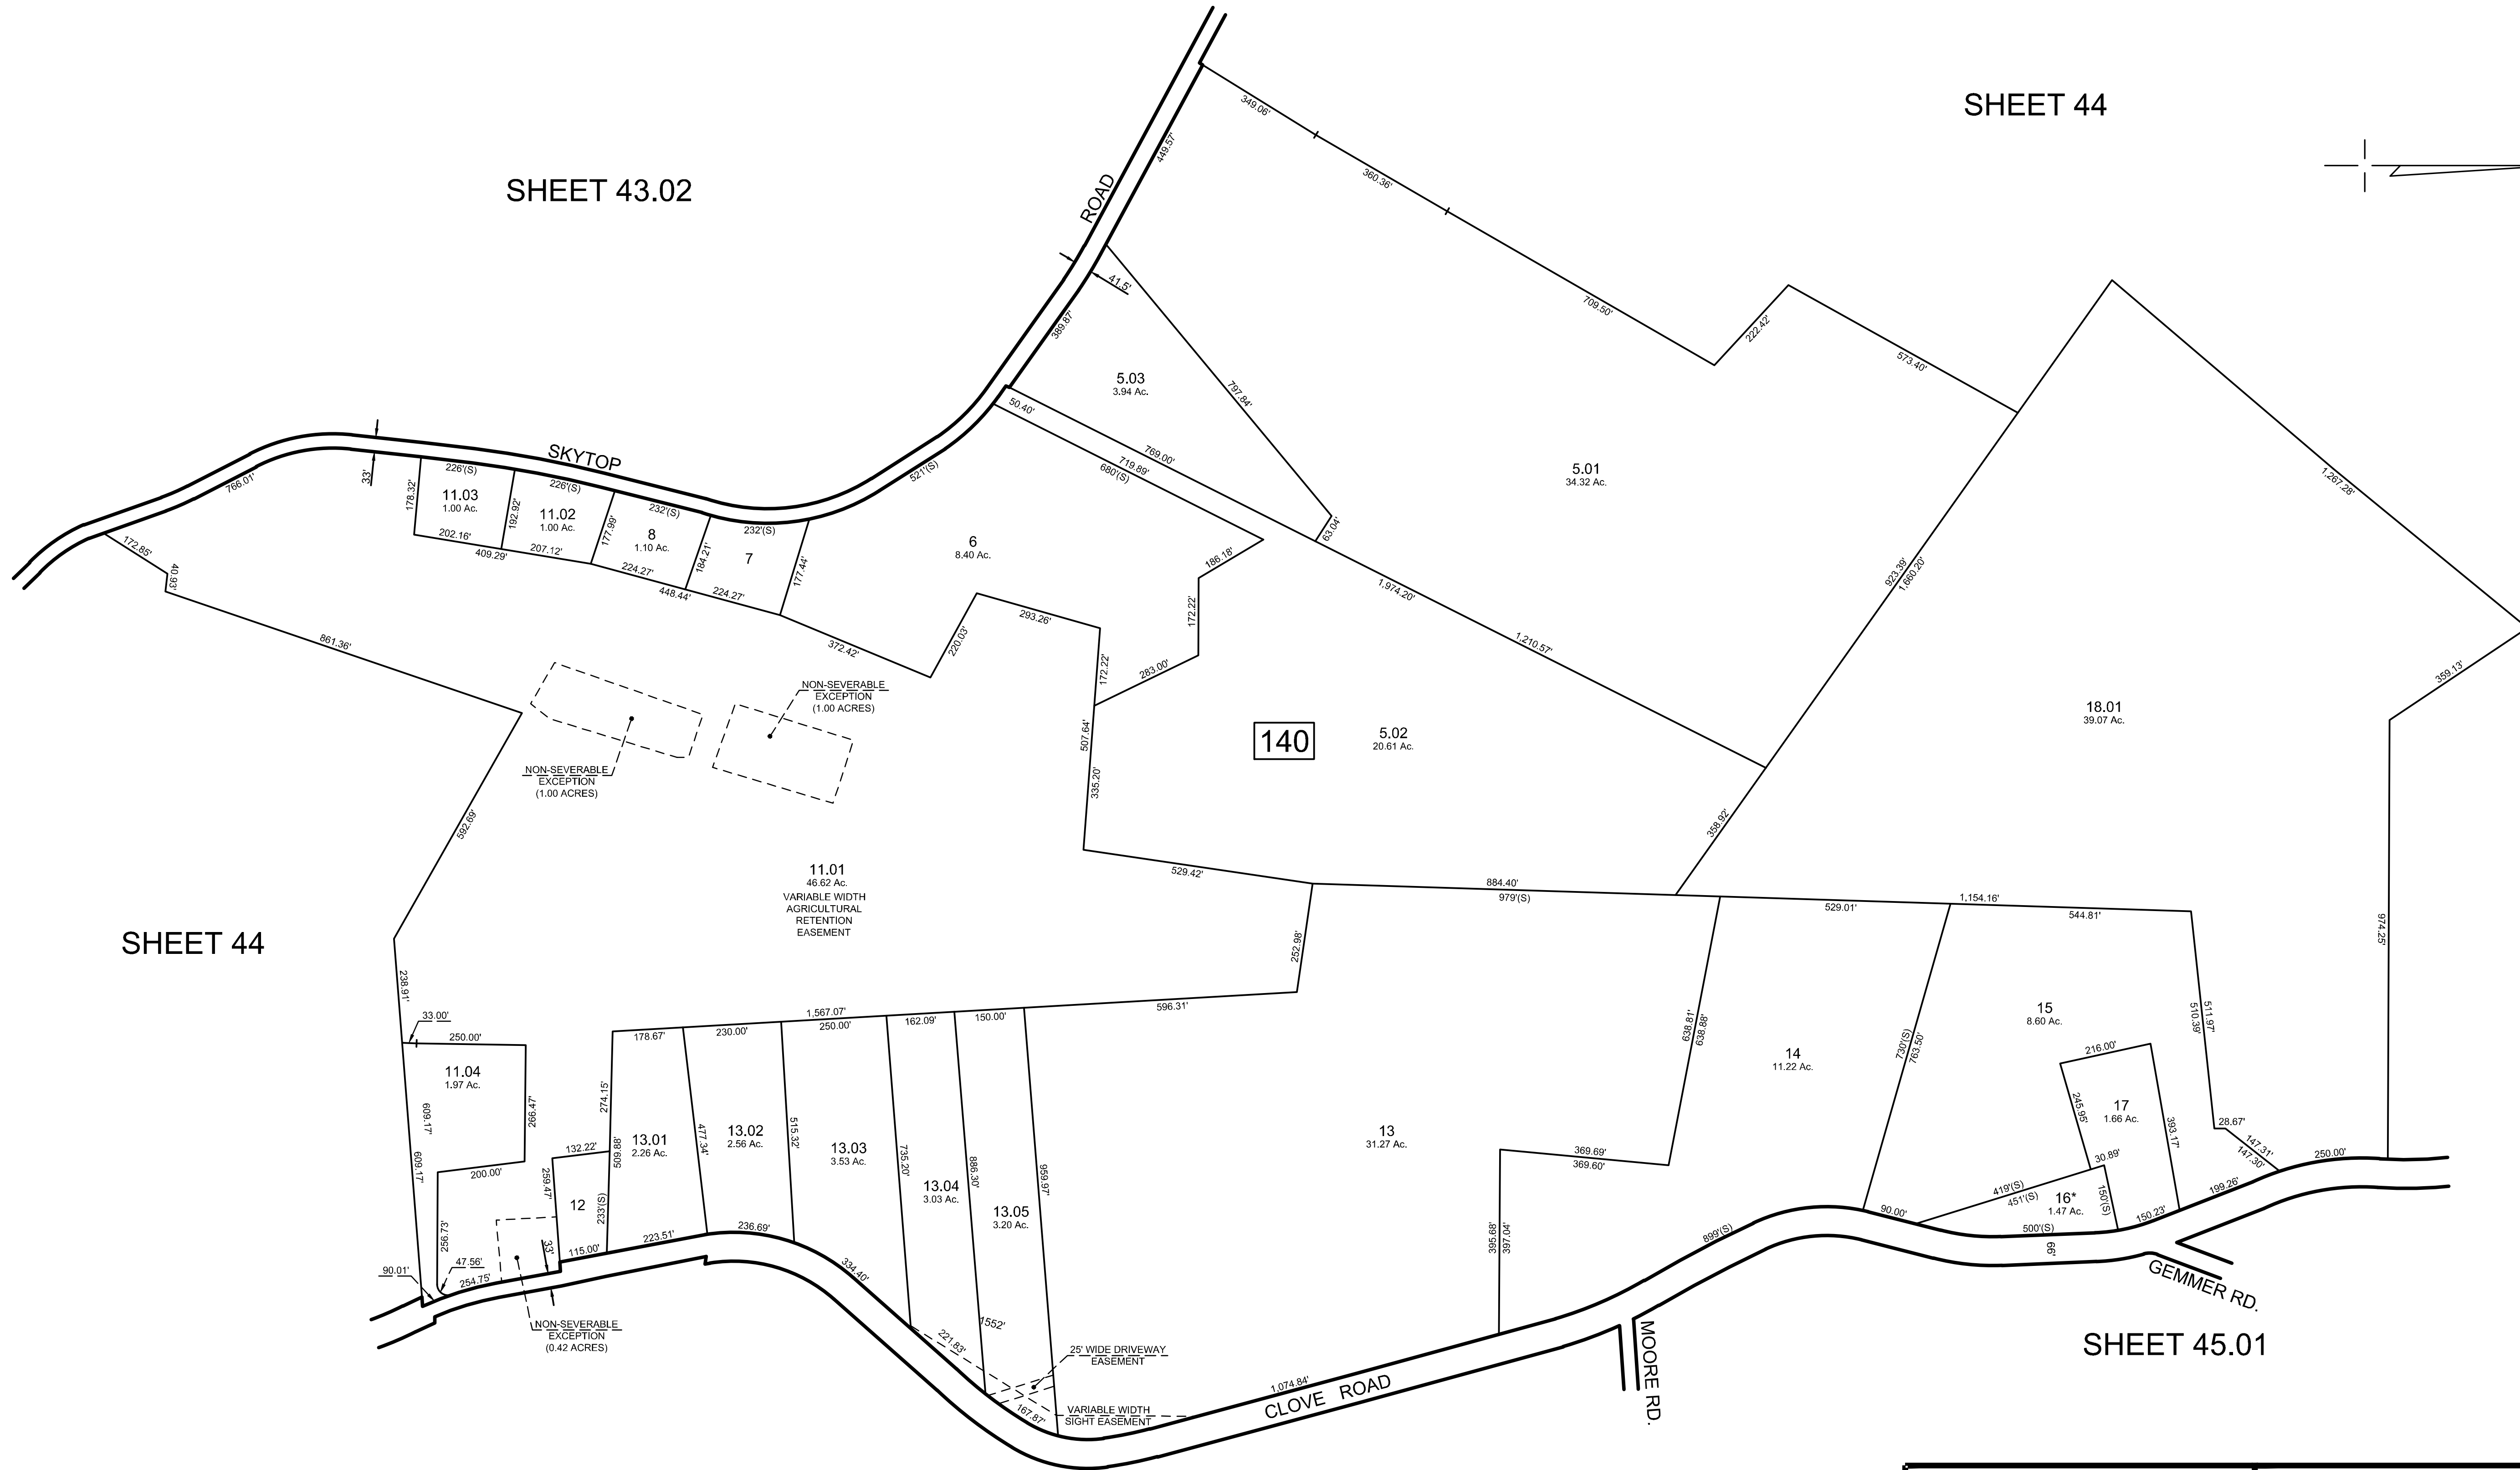 SHEET 44
349.06'
449.57'
360.36'
SHEET 43.02
ROAD
41.5'
709.50'
222.42'
573.40'
389.87'
5.03
3.94 Ac.
797.84'
50.40'
769.00'
719.89'
680'(S)
5.01
34.32 Ac.
1,267.28'
SKYTOP
33'
766.01'
226'(S)
226'(S)
232'(S)
232'(S)
521'(S)
178.32'
11.03
1.00 Ac.
192.92'
11.02
1.00 Ac.
177.99'
8
1.10 Ac.
184.21'
7
177.44'
6
8.40 Ac.
63.04'
186.18'
172.85'
40.93'
202.16'
409.29'
207.12'
224.27'
448.44'
224.27'
1,974.20'
923.39'
1,660.20'
172.22'
293.26'
220.03'
372.42'
861.36'
1,210.57'
283.00'
172.22'
359.13'
NON-SEVERABLE
EXCEPTION
(1.00 ACRES)
18.01
39.07 Ac.
507.64'
140
5.02
20.61 Ac.
NON-SEVERABLE
EXCEPTION
(1.00 ACRES)
335.20'
592.69'
358.92'
11.01
46.62 Ac.
VARIABLE WIDTH
AGRICULTURAL
RETENTION
EASEMENT
529.42'
884.40'
979'(S)
529.01'
1,154.16'
544.81'
974.25'
SHEET 44
252.98'
238.91'
33.00'
250.00'
178.67'
230.00'
1,567.07'
250.00'
162.09'
150.00'
596.31'
11.04
1.97 Ac.
609.17'
609.17'
266.47'
274.15'
509.88'
13.01
2.26 Ac.
477.34'
13.02
2.56 Ac.
515.32'
13.03
3.53 Ac.
735.20'
13.04
3.03 Ac.
886.30'
13.05
3.20 Ac.
959.97'
13
31.27 Ac.
638.81'
638.88'
14
11.22 Ac.
730'(S)
763.50'
15
8.60 Ac.
511.97'
510.39'
216.00'
245.95'
17
1.66 Ac.
393.17'
28.67'
147.31'
147.30'
250.00'
132.22'
200.00'
259.47'
12
233'(S)
369.69'
369.60'
30.89'
419'(S)
451'(S)
16*
1.47 Ac.
150'(S)
199.26'
150.23'
500'(S)
66'
90.00'
899'(S)
395.68'
397.04'
256.73'
47.56'
90.01'
254.75'
33'
115.00'
223.51'
236.69'
334.40'
GEMMER RD.
NON-SEVERABLE
EXCEPTION
(0.42 ACRES)
221.83'
1552'
25' WIDE DRIVEWAY
EASEMENT
MOORE RD.
SHEET 45.01
1,074.84'
CLOVE ROAD
167.87'
VARIABLE WIDTH
SIGHT EASEMENT